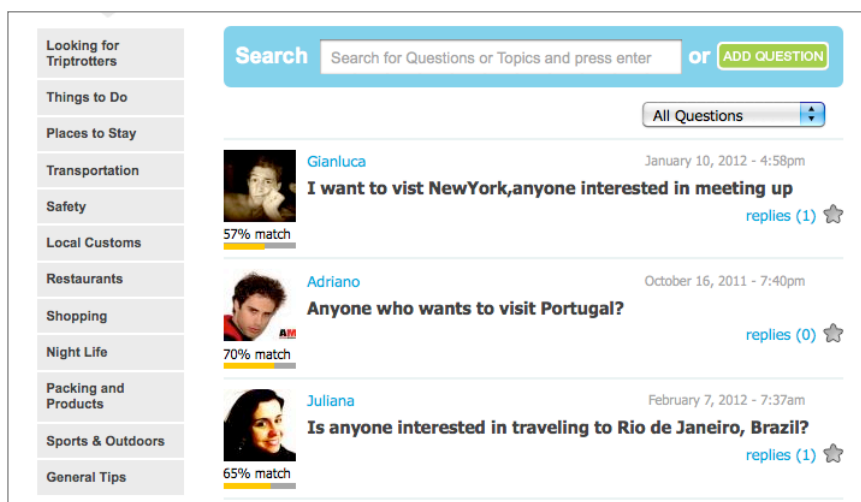 Looking for
Triptrotters
Things to Do
Places to Stay
Transportation
Safety
Local Customs
Restaurants
Shopping
Night Life
Packing and
Products
Sports & Outdoors
General Tips
Search Search for Questions or Topics and press enter or ADD QUESTION
All Questions
Gianluca January 10, 2012 - 4:58pm
I want to vist NewYork,anyone interested in meeting up
replies (1)
57% match
Adriano October 16, 2011 - 7:40pm
Anyone who wants to visit Portugal?
AM
replies (0)
70% match
Juliana February 7, 2012 - 7:37am
Is anyone interested in traveling to Rio de Janeiro, Brazil?
replies (1)
65% match